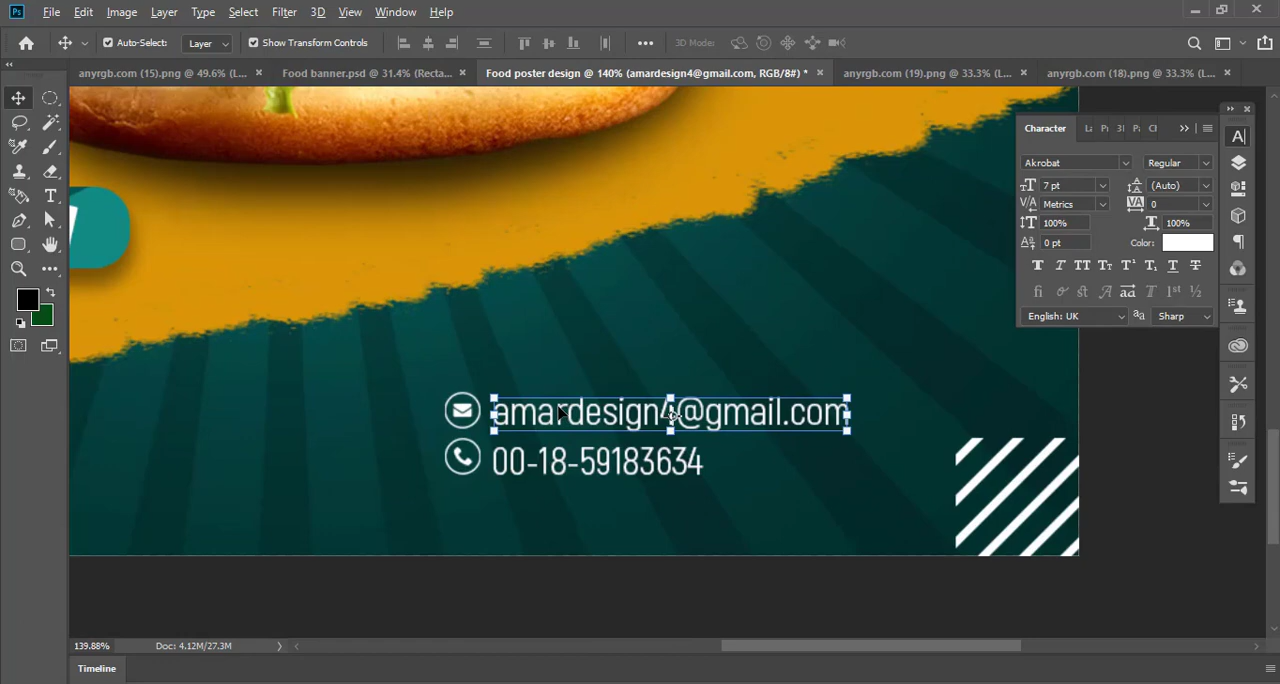 Ps File Edit Image Layer Type Select Filter 3D View Window Help
Auto-Select: Layer Show Transform Controls 3D Mode:
anyrgb.com (15).png @ 49.6% (L... × Food banner.psd @ 31.4% (Recta... × Food poster design @ 140% (amardesign4@gmail.com, RGB/8#) * × anyrgb.com (19).png @ 33.3% (L... × anyrgb.com (18).png @ 33.3% (L... ×
Character
Akrobat Regular
7 pt (Auto)
Metrics 0
100% 100%
0 pt Color:
English: UK Sharp
amardesign4@gmail.com
00-18-59183634
139.88% Doc: 4.12M/27.3M
Timeline